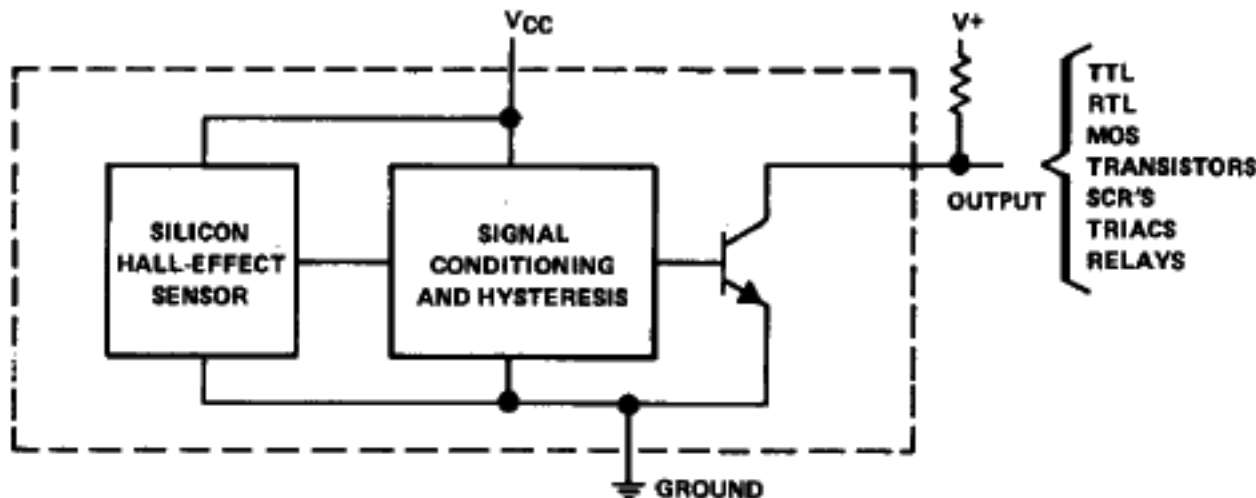 VCC
V+
TTL
RTL
MOS
TRANSISTORS
SCR'S
TRIACS
RELAYS
OUTPUT
SILICON
HALL-EFFECT
SENSOR
SIGNAL
CONDITIONING
AND HYSTERESIS
GROUND